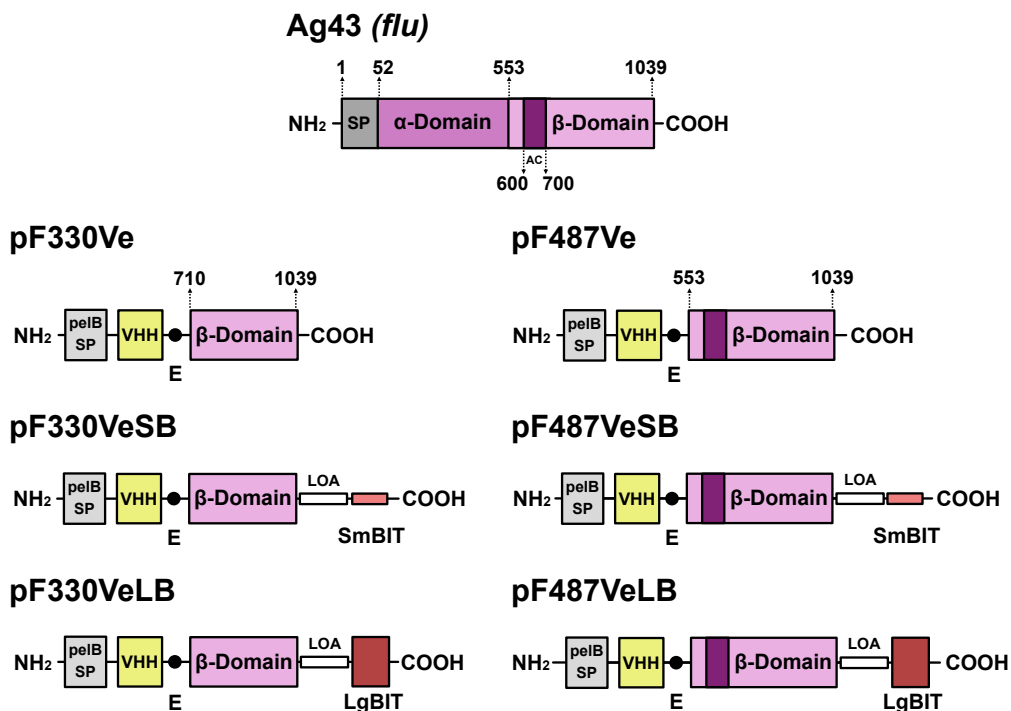 Ag43 (flu)
1 52 553 1039
NH2 SP α-Domain β-Domain COOH
AC
600 700
pF330Ve
710 1039
NH2 pelB SP VHH β-Domain COOH
E
pF487Ve
553 1039
NH2 pelB SP VHH β-Domain COOH
E
pF330VeSB
NH2 pelB SP VHH β-Domain LOA COOH
E SmBIT
pF487VeSB
NH2 pelB SP VHH β-Domain LOA COOH
E SmBIT
pF330VeLB
NH2 pelB SP VHH β-Domain LOA COOH
E LgBIT
pF487VeLB
NH2 pelB SP VHH β-Domain LOA COOH
E LgBIT